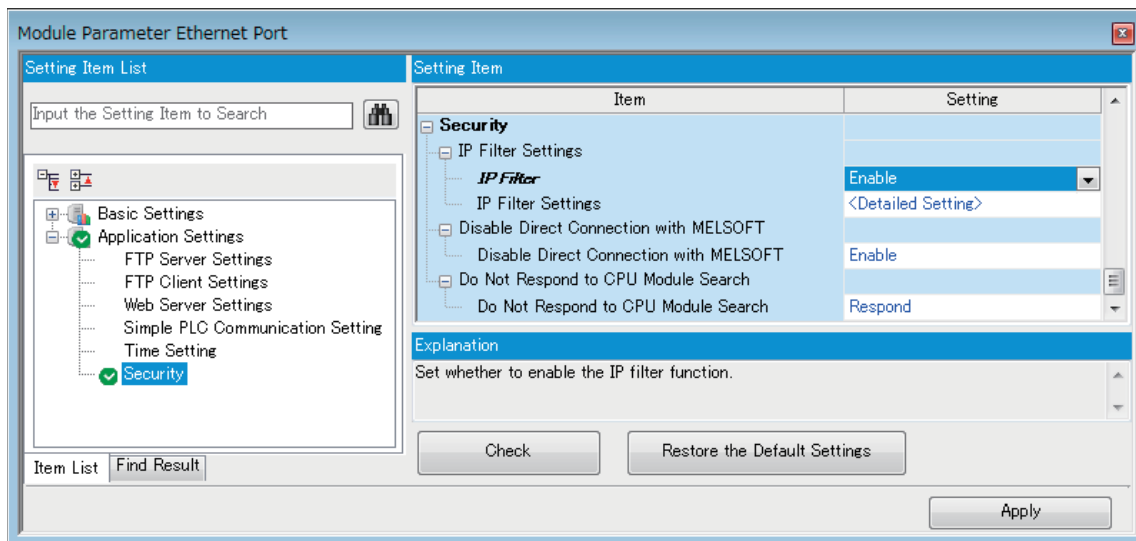 Module Parameter Ethernet Port
Setting Item List
Input the Setting Item to Search
Basic Settings
Application Settings
FTP Server Settings
FTP Client Settings
Web Server Settings
Simple PLC Communication Setting
Time Setting
Security
Item List Find Result
Setting Item
Item Setting
Security
IP Filter Settings
IP Filter Enable
IP Filter Settings <Detailed Setting>
Disable Direct Connection with MELSOFT
Disable Direct Connection with MELSOFT Enable
Do Not Respond to CPU Module Search
Do Not Respond to CPU Module Search Respond
Explanation
Set whether to enable the IP filter function.
Check Restore the Default Settings
Apply